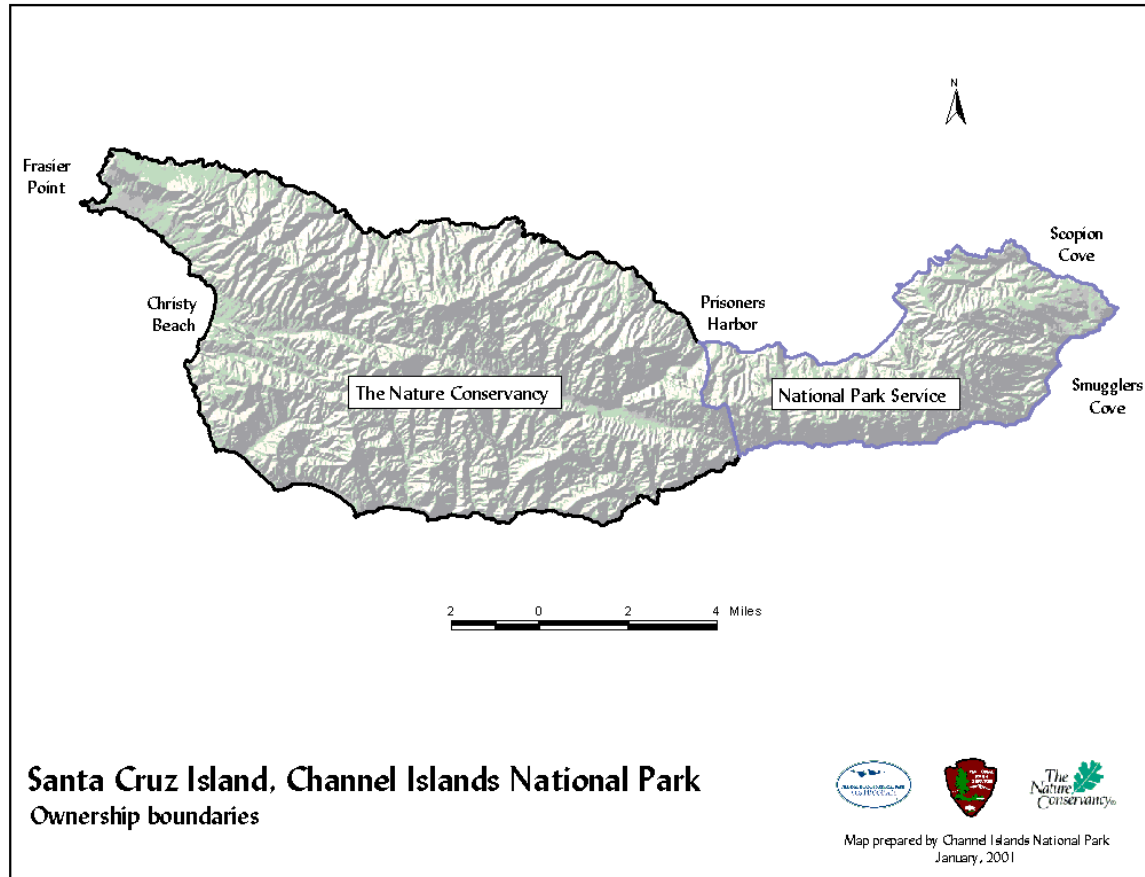 N
Frasier
Point
Scopion
Cove
Christy
Beach
Prisoners
Harbor
The Nature Conservancy
National Park Service
Smugglers
Cove
2 0 2 4 Miles
Santa Cruz Island, Channel Islands National Park
Ownership boundaries
The
Nature
Conservancy
Map prepared by Channel Islands National Park
January, 2001